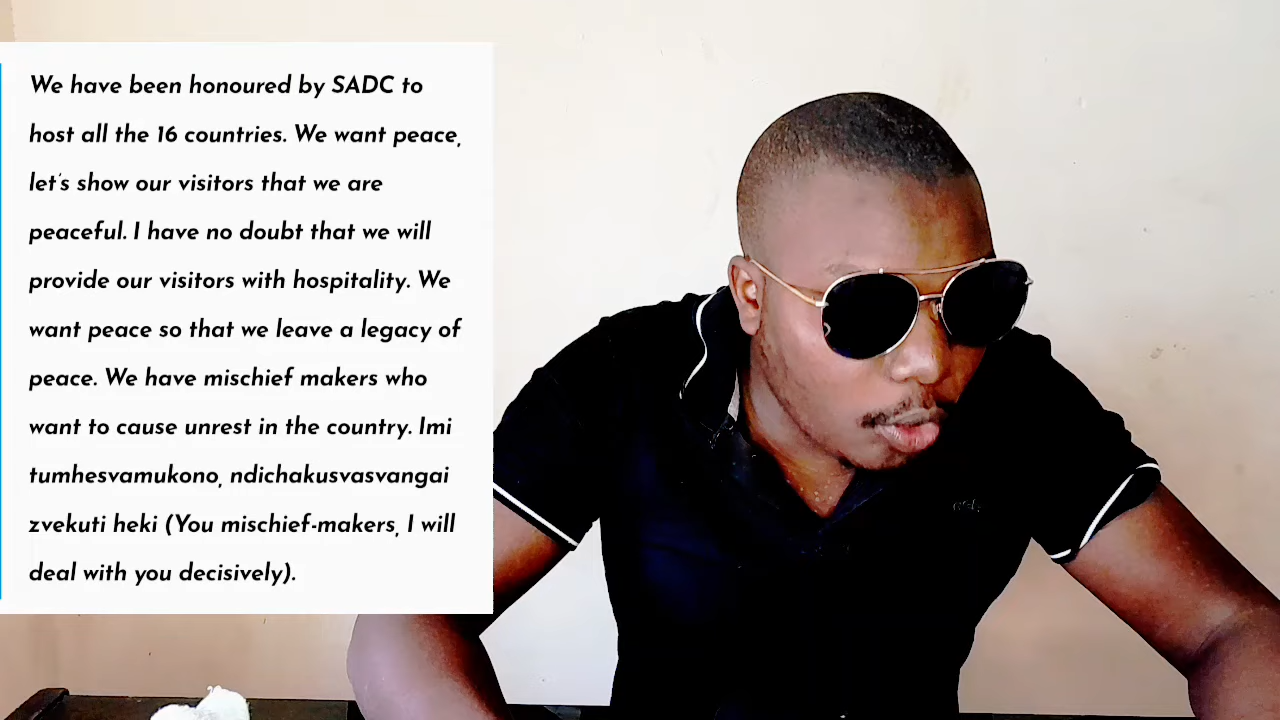 We have been honoured by SADC to
host all the 16 countries. We want peace,
let's show our visitors that we are
peaceful. I have no doubt that we will
provide our visitors with hospitality. We
want peace so that we leave a legacy of
peace. We have mischief makers who
want to cause unrest in the country. Imi
tumhesvamukono, ndichakusvasvangai
zvekuti heki (You mischief-makers, I will
deal with you decisively).